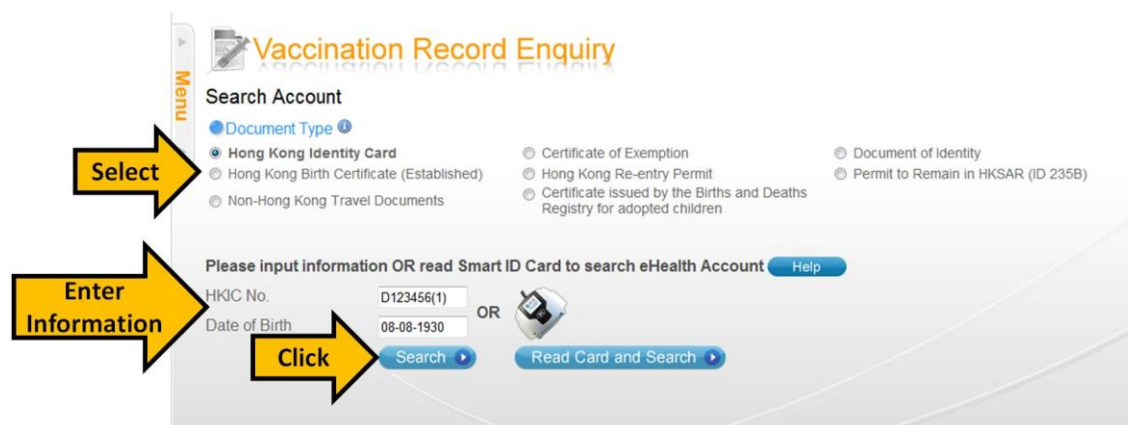 Vaccination Record Enquiry
Menu
Search Account
Document Type
Select
Hong Kong Identity Card
Certificate of Exemption
Document of Identity
Hong Kong Birth Certificate (Established)
Hong Kong Re-entry Permit
Permit to Remain in HKSAR (ID 235B)
Non-Hong Kong Travel Documents
Certificate issued by the Births and Deaths
Registry for adopted children
Please input information OR read Smart ID Card to search eHealth Account Help
Enter
Information
HKIC No. D123456(1)
OR
Date of Birth 08-08-1930
Click
Search
Read Card and Search